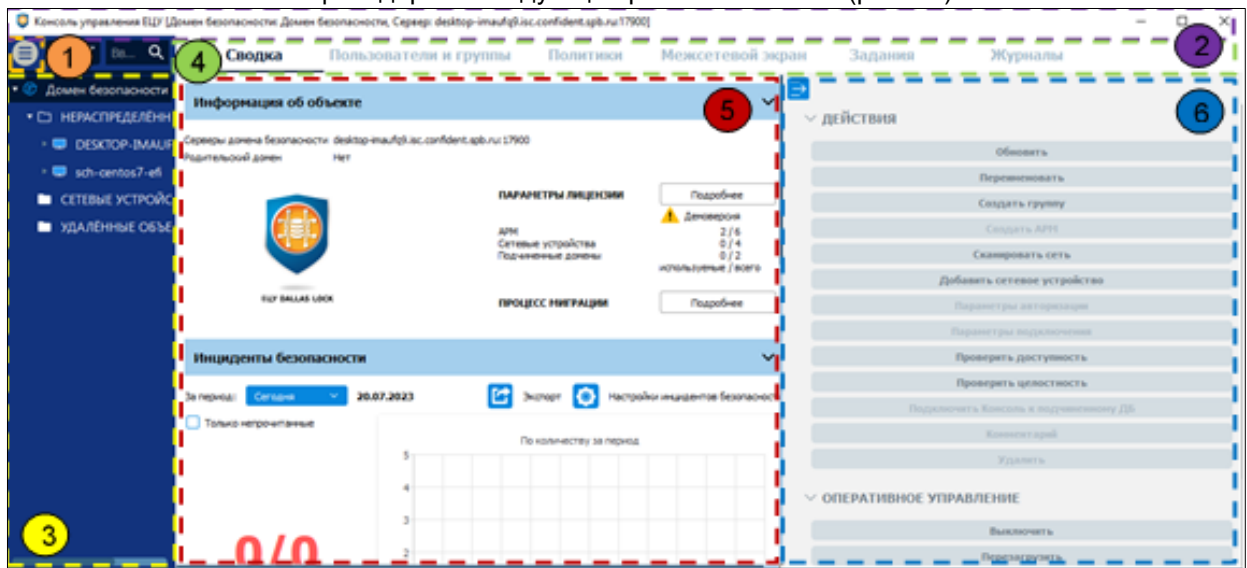 Консоль управления ЕЦУ [Домен безопасности: Домен безопасности, Сервер: desktop-imaufq9.isc.confident.spb.ru:17900]
1
2
Вв...
4
Сводка
Пользователи и группы
Политики
Межсетевой экран
Задания
Журналы
Домен безопасности
НЕРАСПРЕДЕЛЁНН
DESKTOP-IMAUF
sch-centos7-efi
СЕТЕВЫЕ УСТРОЙС
УДАЛЁННЫЕ ОБЪЕ
3
Информация об объекте
5
Серверы домена безопасности desktop-imaufq9.isc.confident.spb.ru:17900
Родительский домен Нет
ЕЦУ DALLAS LOCK
ПАРАМЕТРЫ ЛИЦЕНЗИИ
Подробнее
Демоверсия
АРМ 2 / 6
Сетевые устройства 0 / 4
Подчиненные домены 0 / 2
используемые / всего
ПРОЦЕСС МИГРАЦИИ
Подробнее
Инциденты безопасности
За период: Сегодня 20.07.2023
Экспорт
Настройки инцидентов безопаснос
Только непрочитанные
По количеству за период
5
4
3
2
0/0
6
ДЕЙСТВИЯ
Обновить
Переименовать
Создать группу
Создать АРМ
Сканировать сеть
Добавить сетевое устройство
Параметры авторизации
Параметры подключения
Проверить доступность
Проверить целостность
Подключить Консоль к подчиненному ДБ
Комментарий
Удалить
ОПЕРАТИВНОЕ УПРАВЛЕНИЕ
Выключить
Перезагрузить